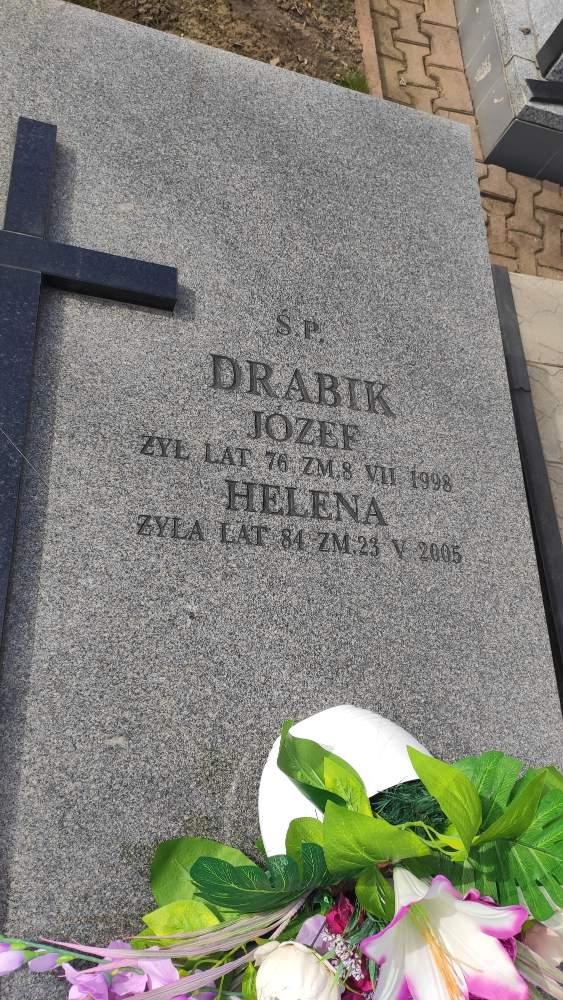 Ś.P.
DRABIK
JÓZEF
ŻYŁ LAT 76 ZM.8 VII 1998
HELENA
ŻYŁA LAT 84 ZM.23 V 2005